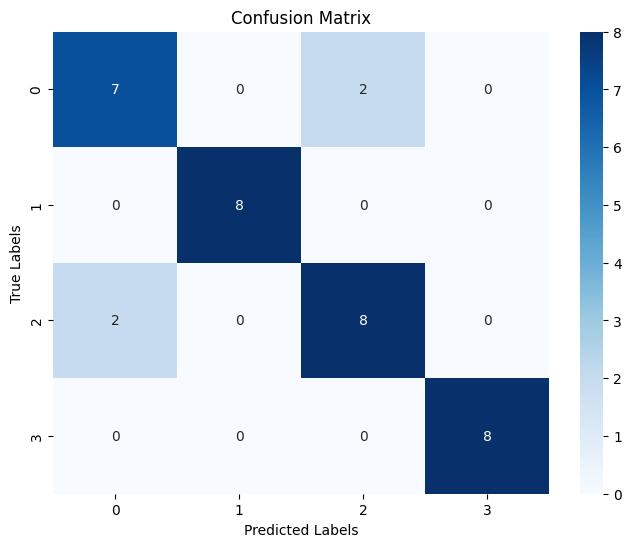 Confusion Matrix
True Labels
0 7 0 2 0
1 0 8 0 0
2 2 0 8 0
3 0 0 0 8
0 1 2 3
Predicted Labels
8
7
6
5
4
3
2
1
0